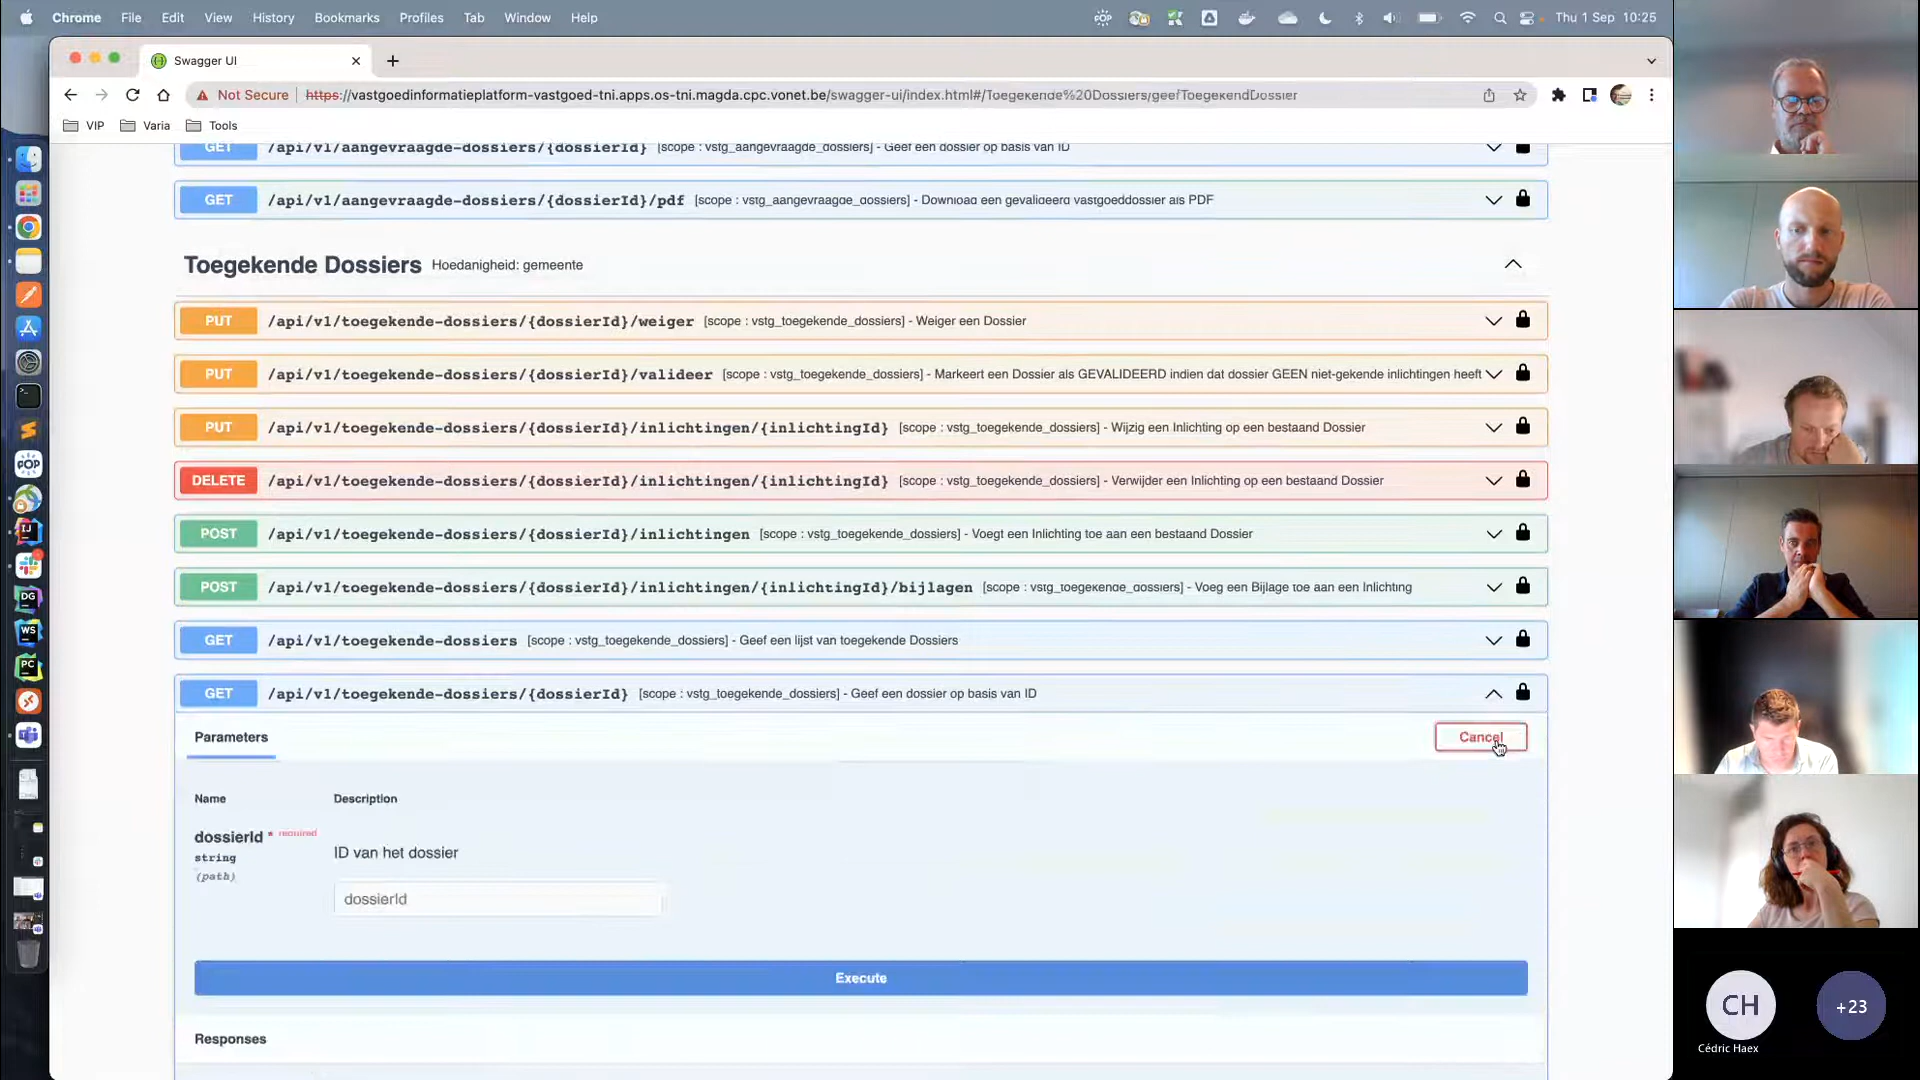 Chrome File Edit View History Bookmarks Profiles Tab Window Help
POP
Thu 1 Sep 10:25
Swagger UI
Not Secure https://vastgoedinformatieplatform-vastgoed-tni.apps.os-tni.magda.cpc.vonet.be/swagger-ui/index.html#/Toegekende%20Dossiers/geefToegekendDossier
VIP Varia Tools
GET /api/v1/aangevraagde-dossiers/{dossierId} [scope : vstg_aangevraagde_dossiers] - Geef een dossier op basis van ID
GET /api/v1/aangevraagde-dossiers/{dossierId}/pdf [scope : vstg_aangevraagde_dossiers] - Download een gevalideerd vastgoeddossier als PDF
Toegekende Dossiers Hoedanigheid: gemeente
PUT /api/v1/toegekende-dossiers/{dossierId}/weiger [scope : vstg_toegekende_dossiers] - Weiger een Dossier
PUT /api/v1/toegekende-dossiers/{dossierId}/valideer [scope : vstg_toegekende_dossiers] - Markeert een Dossier als GEVALIDEERD indien dat dossier GEEN niet-gekende inlichtingen heeft
PUT /api/v1/toegekende-dossiers/{dossierId}/inlichtingen/{inlichtingId} [scope : vstg_toegekende_dossiers] - Wijzig een Inlichting op een bestaand Dossier
DELETE /api/v1/toegekende-dossiers/{dossierId}/inlichtingen/{inlichtingId} [scope : vstg_toegekende_dossiers] - Verwijder een Inlichting op een bestaand Dossier
POST /api/v1/toegekende-dossiers/{dossierId}/inlichtingen [scope : vstg_toegekende_dossiers] - Voegt een Inlichting toe aan een bestaand Dossier
POST /api/v1/toegekende-dossiers/{dossierId}/inlichtingen/{inlichtingId}/bijlagen [scope : vstg_toegekende_dossiers] - Voeg een Bijlage toe aan een Inlichting
GET /api/v1/toegekende-dossiers [scope : vstg_toegekende_dossiers] - Geef een lijst van toegekende Dossiers
GET /api/v1/toegekende-dossiers/{dossierId} [scope : vstg_toegekende_dossiers] - Geef een dossier op basis van ID
Parameters
Cancel
Name Description
dossierId * required
string
(path)
ID van het dossier
dossierId
Execute
Responses
POP
IJ
DG
WS
PC
CH
+23
Cédric Haex